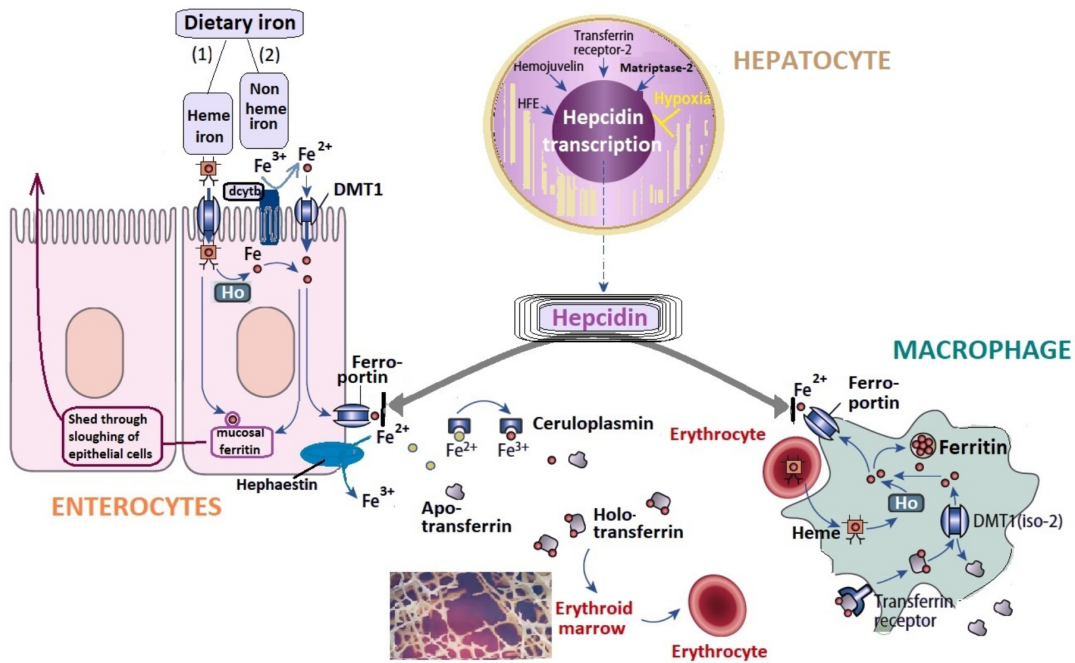 Dietary iron
(1)
(2)
Heme
iron
Non
heme
iron
Fe3+
Fe2+
dcytb
DMT1
Fe
Ho
Ferro-
portin
Fe2+
Shed through
sloughing of
epithelial cells
mucosal
ferritin
Hephaestin
Fe3+
ENTEROCYTES
HEPATOCYTE
Transferrin
receptor-2
Hemojuvelin
Matriptase-2
HFE
Hypoxia
Hepcidin
transcription
Hepcidin
Ceruloplasmin
Fe2+
Fe3+
Apo-
transferrin
Holo-
transferrin
Erythroid
marrow
Erythrocyte
MACROPHAGE
Fe2+
Ferro-
portin
Erythrocyte
Ferritin
Ho
Heme
DMT1(iso-2)
Transferrin
receptor